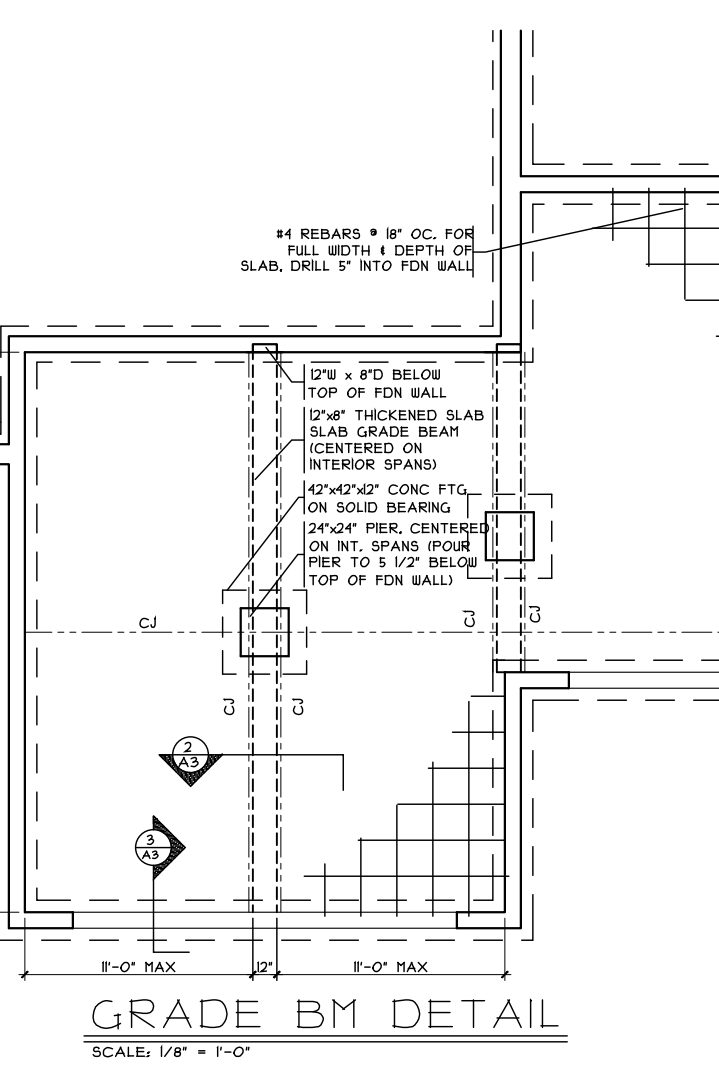 #4 REBARS @ 18" OC. FOR
FULL WIDTH & DEPTH OF
SLAB. DRILL 5" INTO FDN WALL
12"W x 8"D BELOW
TOP OF FDN WALL
12"x8" THICKENED SLAB
SLAB GRADE BEAM
(CENTERED ON
INTERIOR SPANS)
42"x42"x12" CONC FTG
ON SOLID BEARING
24"x24" PIER. CENTERED
ON INT. SPANS (POUR
PIER TO 5 1/2" BELOW
TOP OF FDN WALL)
CJ
CJ
CJ
CJ
CJ
2
A3
3
A3
11'-0" MAX
12"
11'-0" MAX
GRADE BM DETAIL
SCALE: 1/8" = 1'-0"